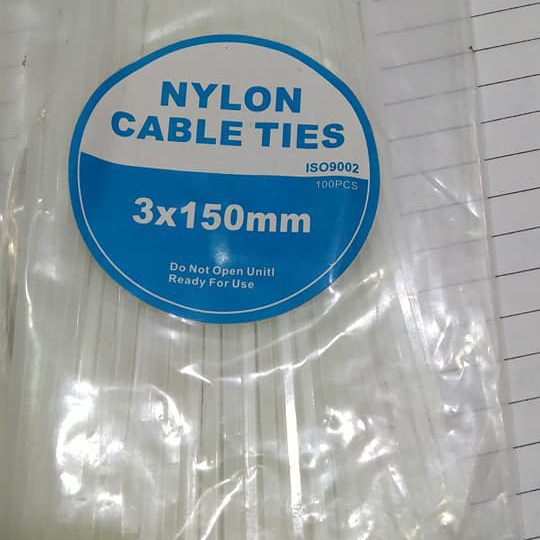 NYLON
CABLE TIES
ISO9002
100PCS
3x150mm
Do Not Open Unitl
Ready For Use